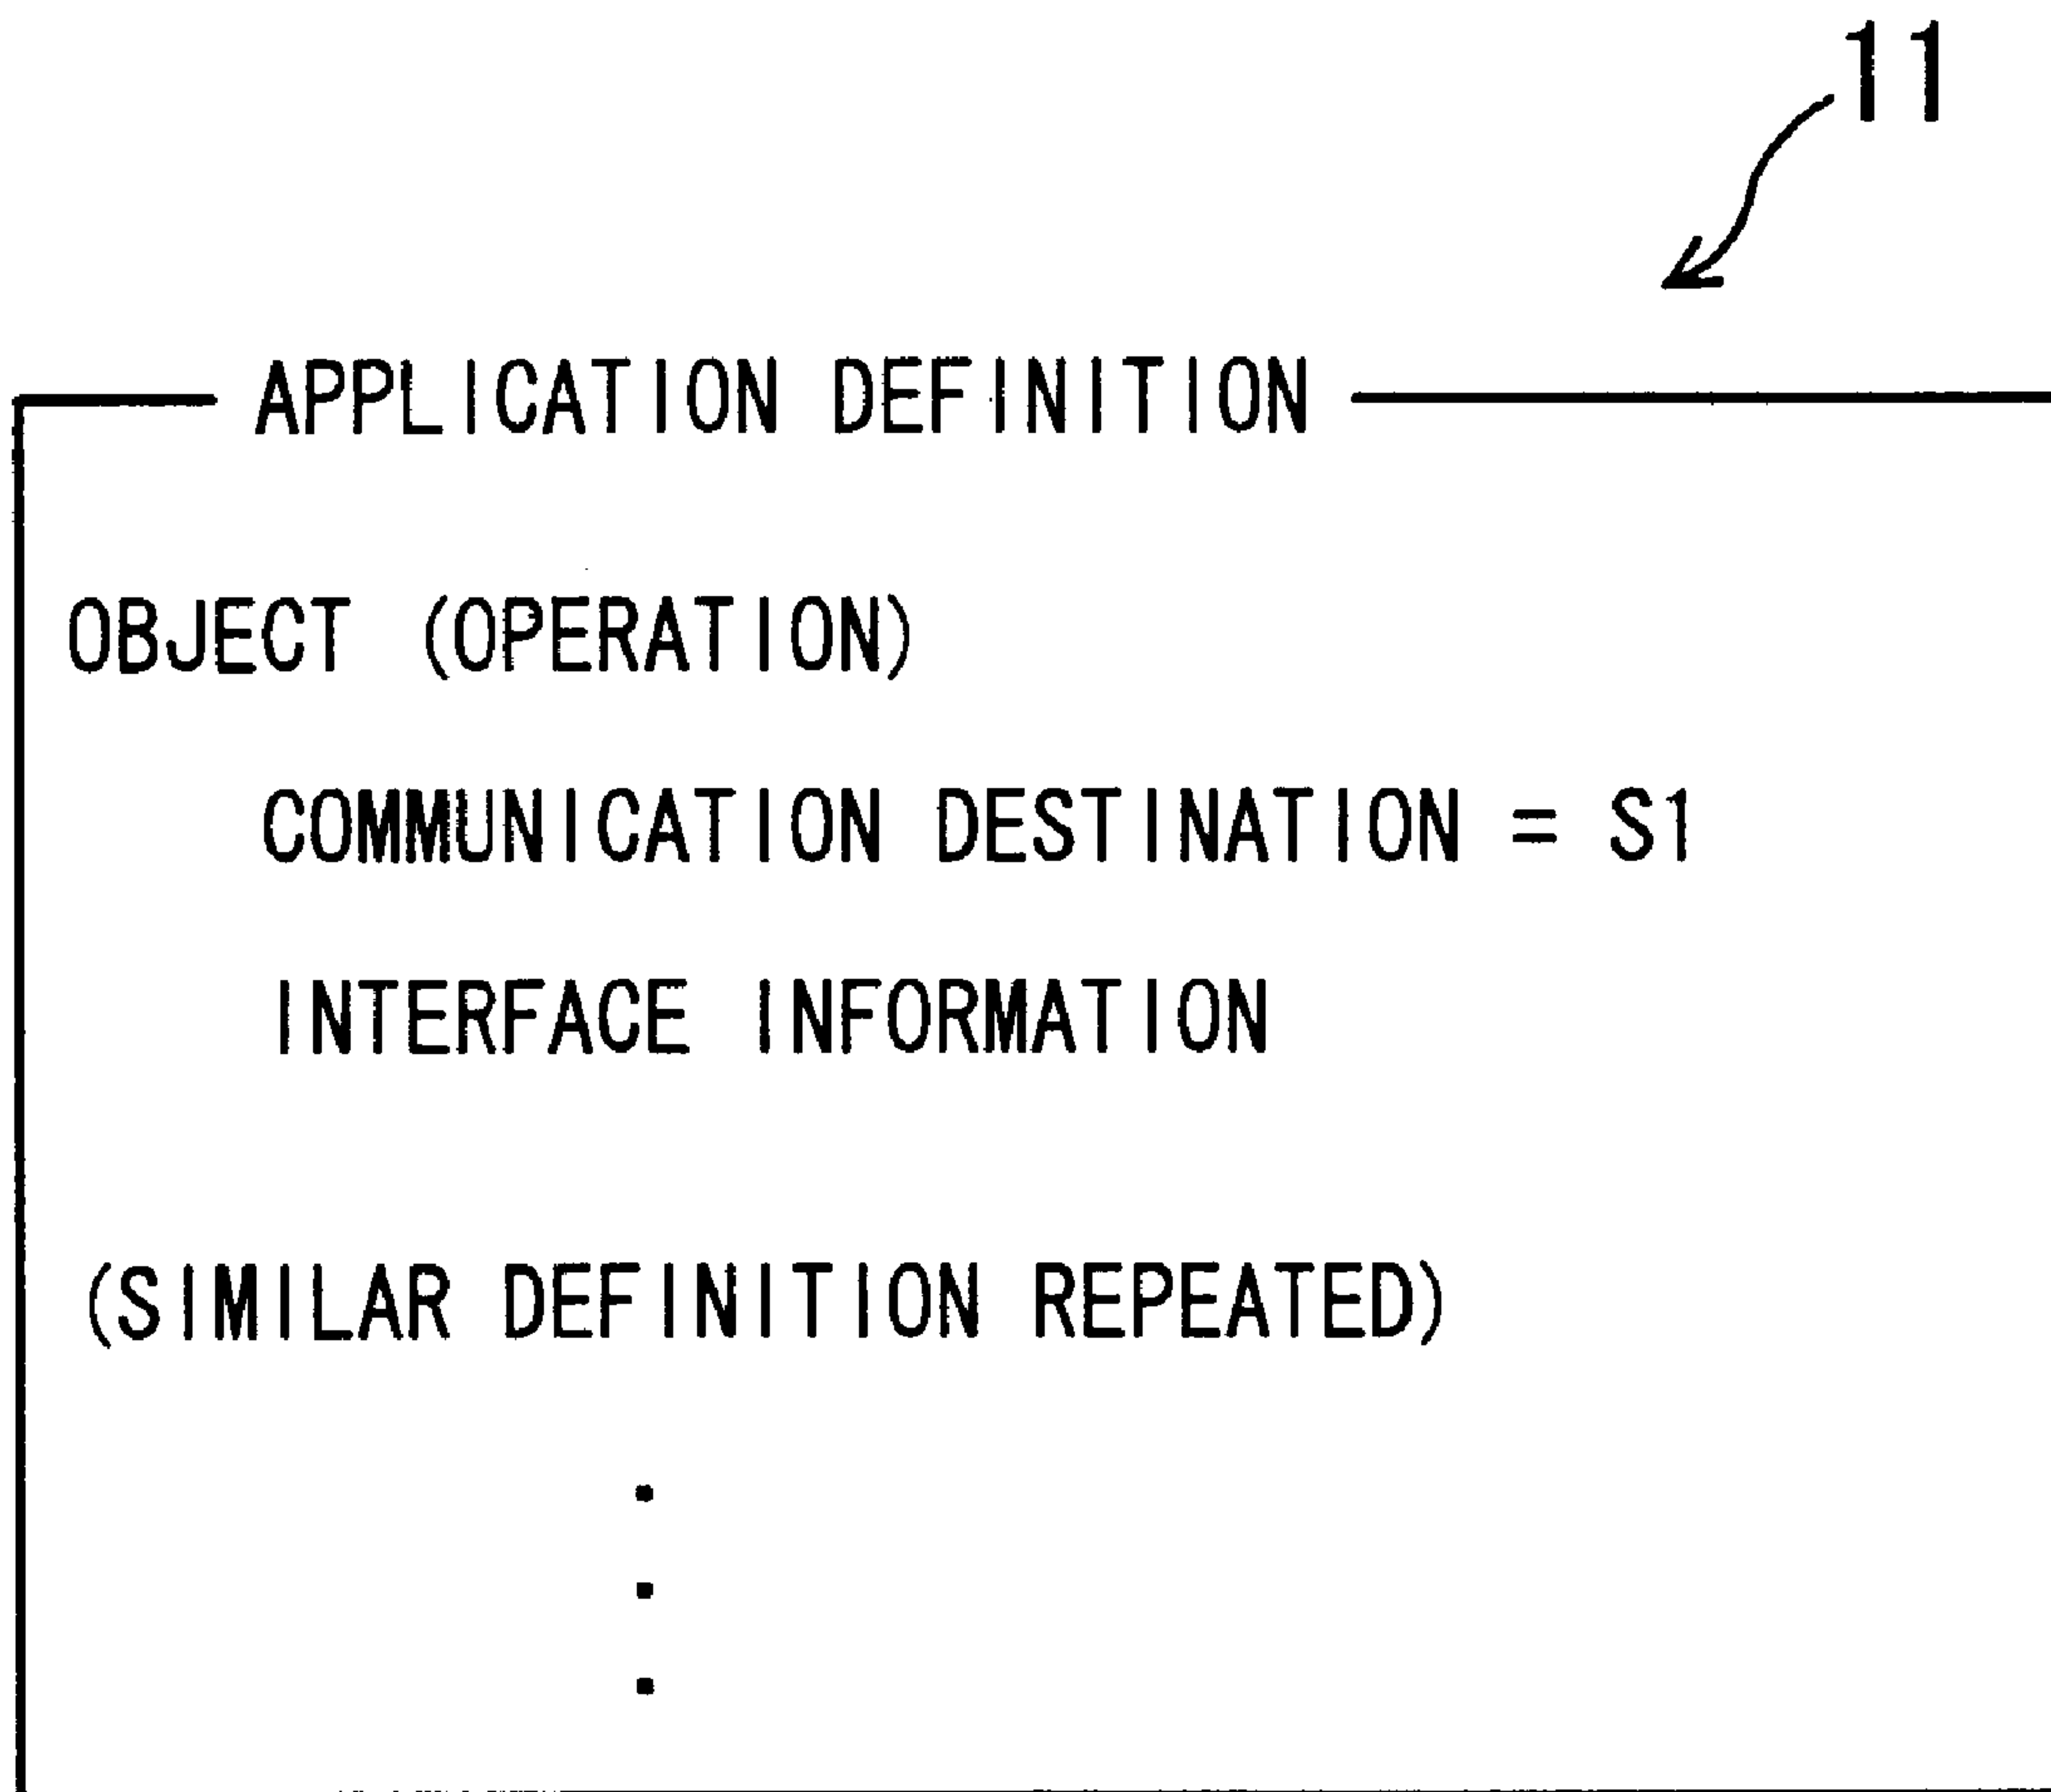 11
APPLICATION DEFINITION
OBJECT (OPERATION)
COMMUNICATION DESTINATION = S1
INTERFACE INFORMATION
(SIMILAR DEFINITION REPEATED)